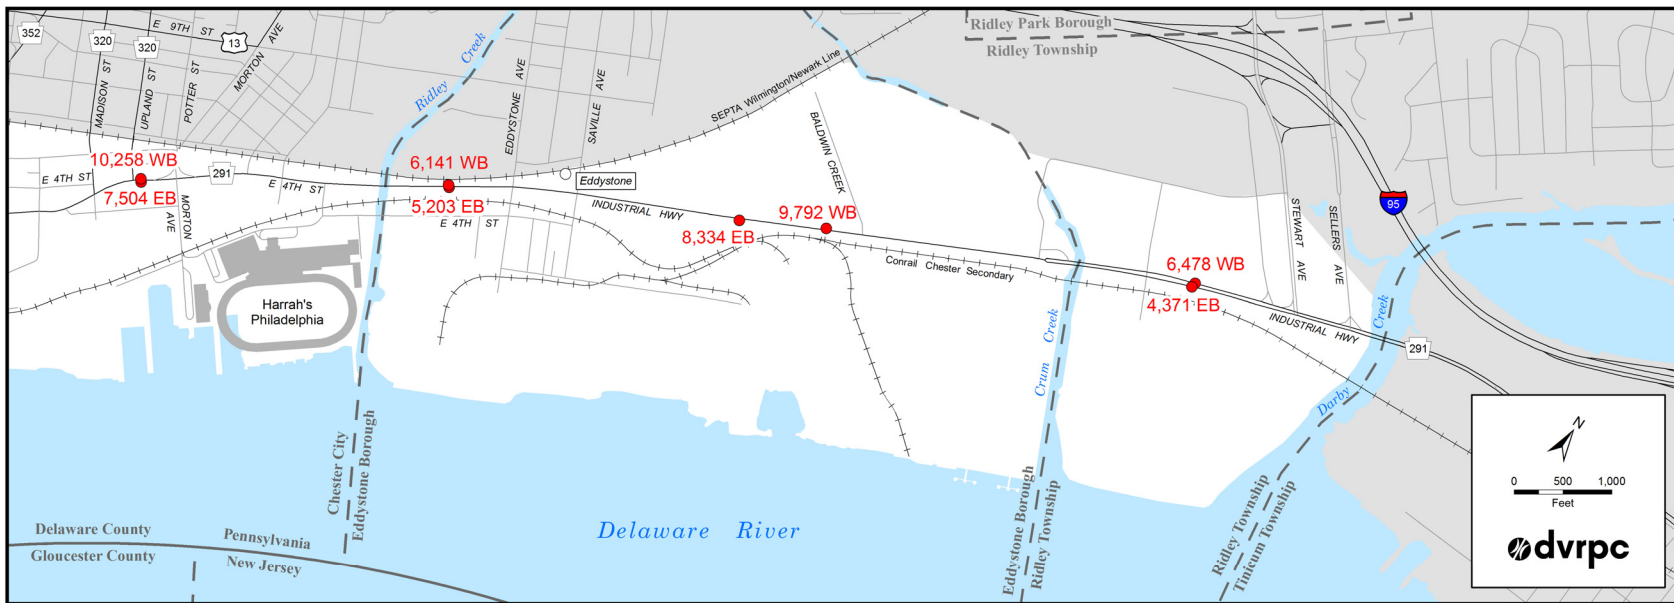 352
E 9TH ST
320
320
13
MORTON AVE
MADISON ST
UPLAND ST
POTTER ST
Ridley Creek
EDDYSTONE AVE
SAVILLE AVE
SEPTA Wilmington/Newark Line
Ridley Park Borough
Ridley Township
BALDWIN CREEK
10,258 WB
E 4TH ST
7,504 EB
291
MORTON AVE
E 4TH ST
6,141 WB
5,203 EB
E 4TH ST
Eddystone
INDUSTRIAL HWY
8,334 EB
9,792 WB
Conrail Chester Secondary
6,478 WB
4,371 EB
STEWART AVE
SELLERS AVE
95
INDUSTRIAL HWY
291
Harrah's
Philadelphia
Crum Creek
Darby Creek
Chester City
Eddystone Borough
Eddystone Borough
Ridley Township
Ridley Township
Tinicum Township
Delaware River
Delaware County
Gloucester County
Pennsylvania
New Jersey
N
0 500 1,000
Feet
dvrpc